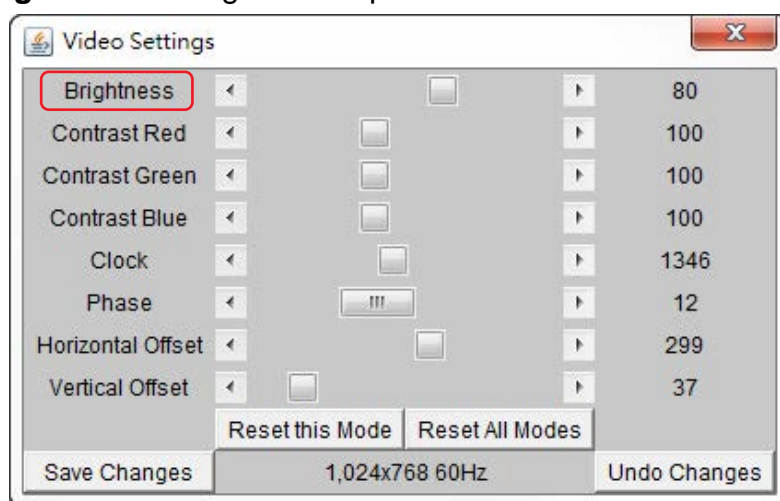 Video Settings
Brightness 80
Contrast Red 100
Contrast Green 100
Contrast Blue 100
Clock 1346
Phase 12
Horizontal Offset 299
Vertical Offset 37
Reset this Mode Reset All Modes
Save Changes 1,024x768 60Hz Undo Changes